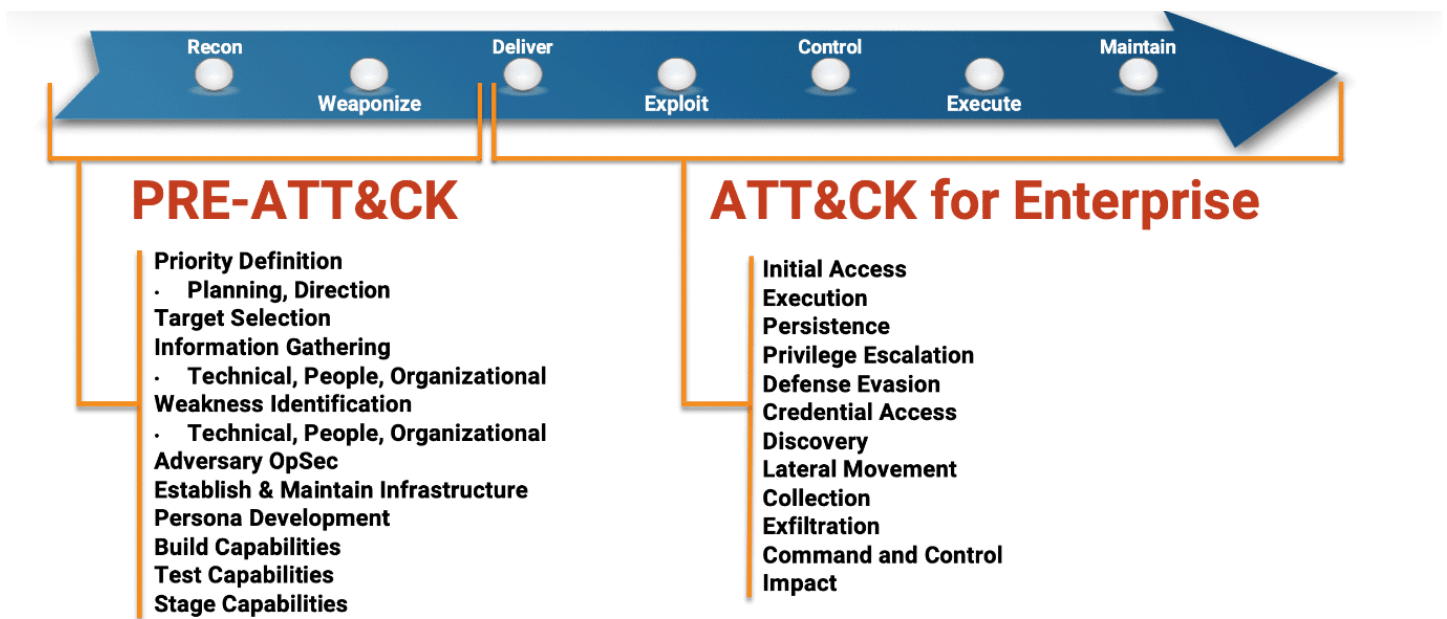 Recon
Weaponize
Deliver
Exploit
Control
Execute
Maintain
PRE-ATT&CK
Priority Definition
· Planning, Direction
Target Selection
Information Gathering
· Technical, People, Organizational
Weakness Identification
· Technical, People, Organizational
Adversary OpSec
Establish & Maintain Infrastructure
Persona Development
Build Capabilities
Test Capabilities
Stage Capabilities
ATT&CK for Enterprise
Initial Access
Execution
Persistence
Privilege Escalation
Defense Evasion
Credential Access
Discovery
Lateral Movement
Collection
Exfiltration
Command and Control
Impact